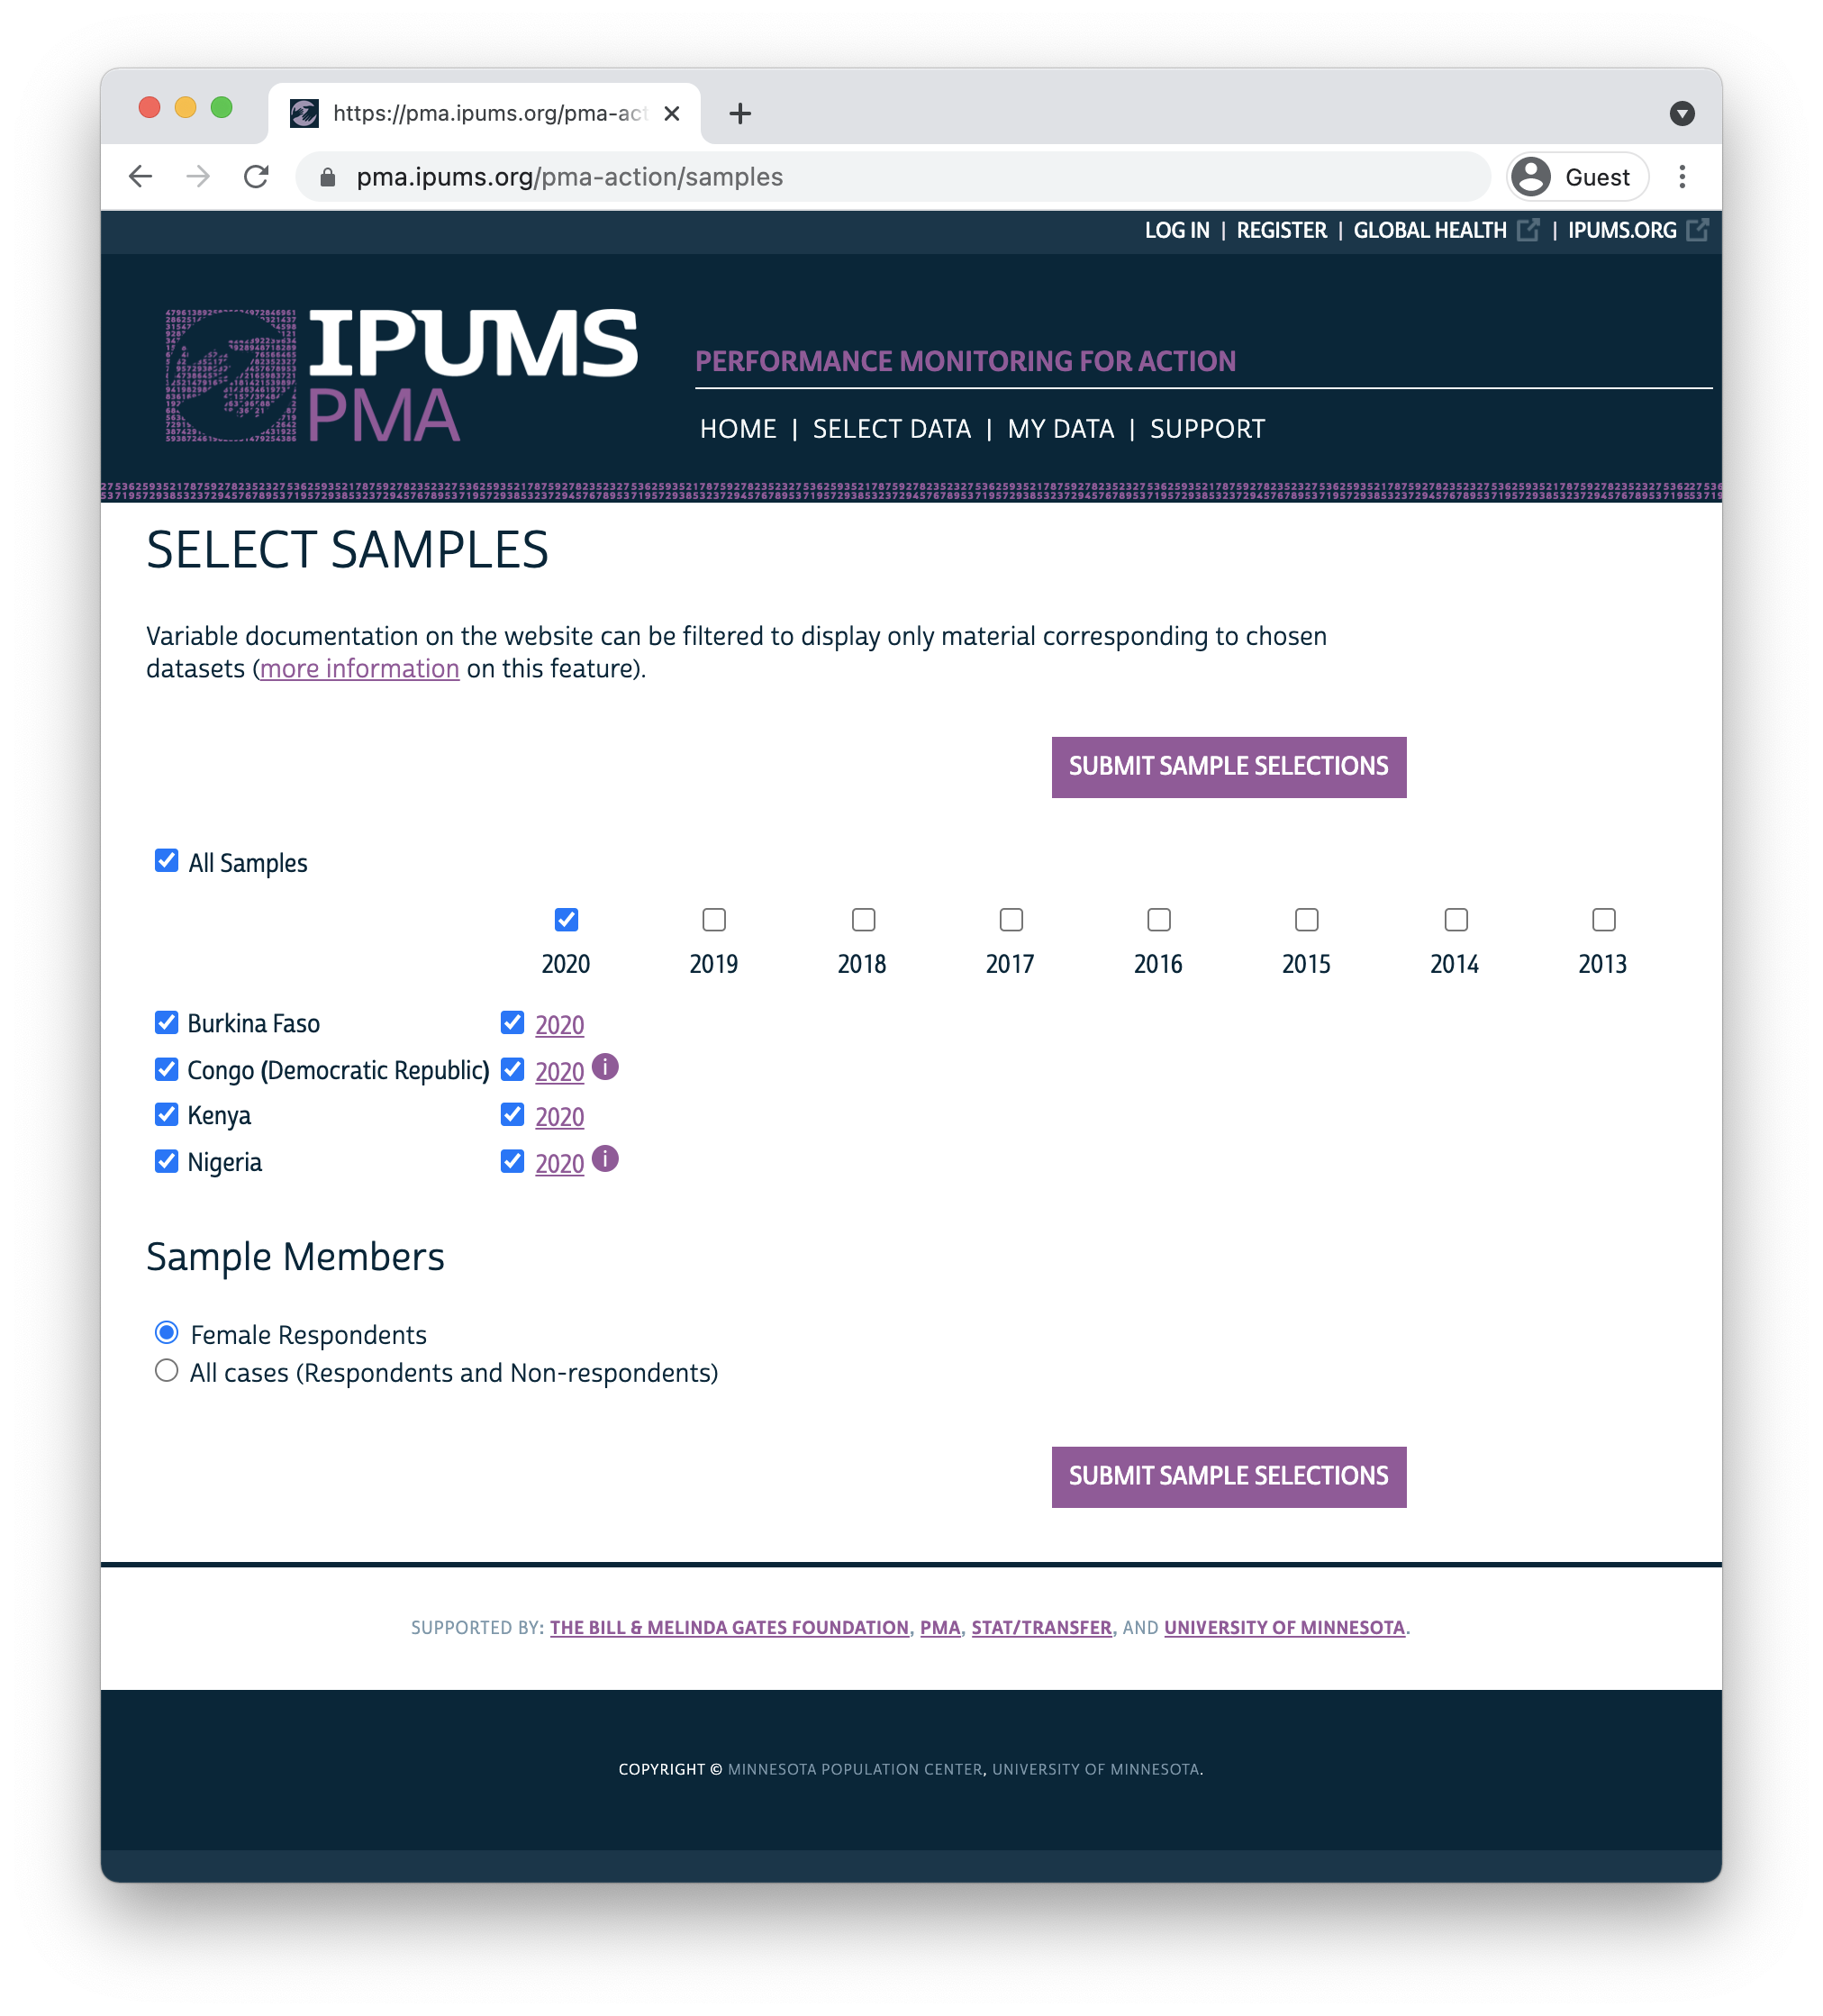 https://pma.ipums.org/pma-act
pma.ipums.org/pma-action/samples
Guest
LOG IN | REGISTER | GLOBAL HEALTH | IPUMS.ORG
IPUMS
PMA
PERFORMANCE MONITORING FOR ACTION
HOME | SELECT DATA | MY DATA | SUPPORT
SELECT SAMPLES
Variable documentation on the website can be filtered to display only material corresponding to chosen
datasets (more information on this feature).
SUBMIT SAMPLE SELECTIONS
All Samples
2020 2019 2018 2017 2016 2015 2014 2013
Burkina Faso 2020
Congo (Democratic Republic) 2020 i
Kenya 2020
Nigeria 2020 i
Sample Members
Female Respondents
All cases (Respondents and Non-respondents)
SUBMIT SAMPLE SELECTIONS
SUPPORTED BY: THE BILL & MELINDA GATES FOUNDATION, PMA, STAT/TRANSFER, AND UNIVERSITY OF MINNESOTA.
COPYRIGHT © MINNESOTA POPULATION CENTER, UNIVERSITY OF MINNESOTA.